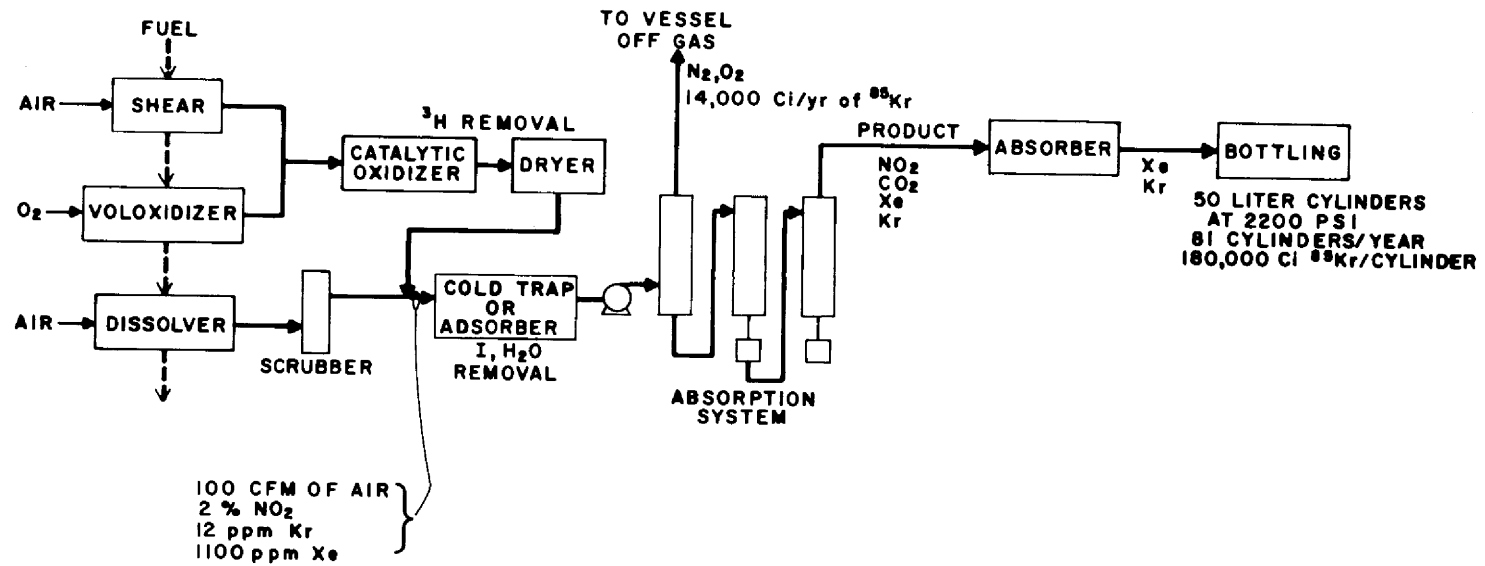 FUEL
AIR
SHEAR
O₂
VOLOXIDIZER
AIR
DISSOLVER
SCRUBBER
³H REMOVAL
CATALYTIC
OXIDIZER
DRYER
COLD TRAP
OR
ADSORBER
I, H₂O
REMOVAL
TO VESSEL
OFF GAS
N₂,O₂
14,000 Ci/yr of ⁸⁵Kr
ABSORPTION
SYSTEM
PRODUCT
NO₂
CO₂
Xe
Kr
ABSORBER
Xe
Kr
BOTTLING
50 LITER CYLINDERS
AT 2200 PSI
81 CYLINDERS/YEAR
180,000 Ci ⁸⁵Kr/CYLINDER
100 CFM OF AIR
2 % NO₂
12 ppm Kr
1100 ppm Xe